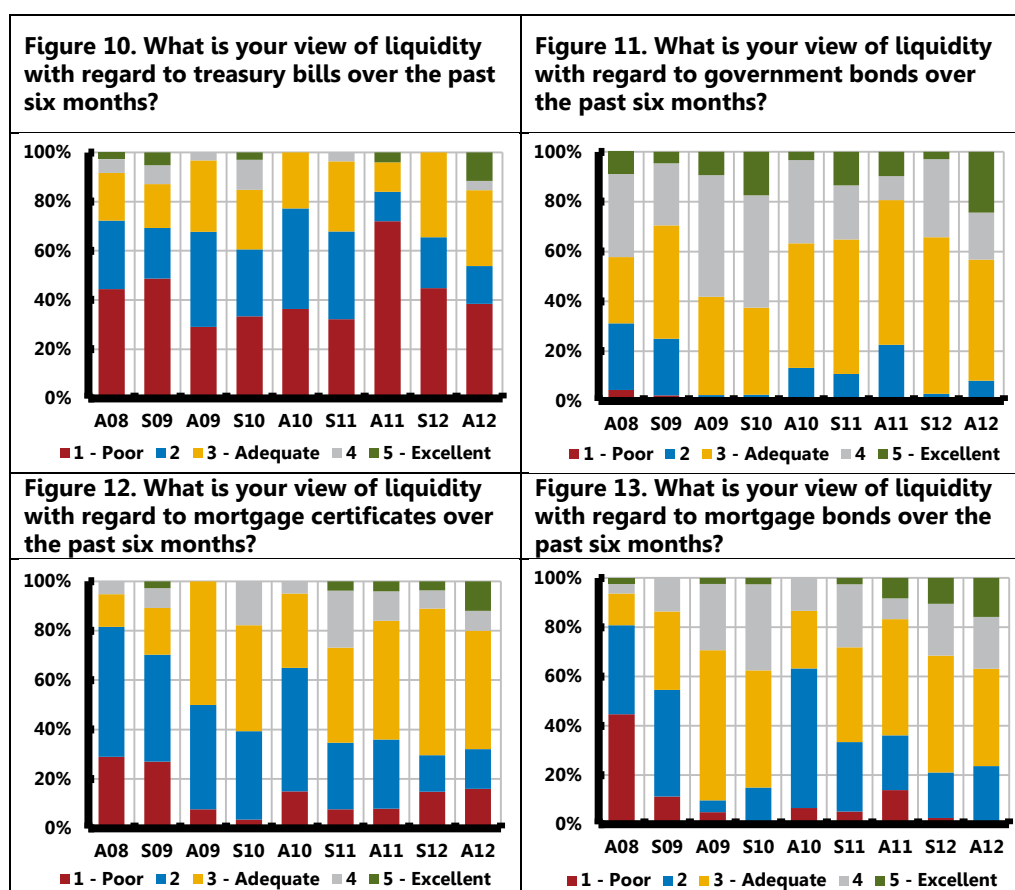 Figure 10. What is your view of liquidity
with regard to treasury bills over the past
six months?
100%
80%
60%
40%
20%
0%
A08 S09 A09 S10 A10 S11 A11 S12 A12
1 - Poor 2 3 - Adequate 4 5 - Excellent
Figure 11. What is your view of liquidity
with regard to government bonds over
the past six months?
100%
80%
60%
40%
20%
0%
A08 S09 A09 S10 A10 S11 A11 S12 A12
1 - Poor 2 3 - Adequate 4 5 - Excellent
Figure 12. What is your view of liquidity
with regard to mortgage certificates over
the past six months?
100%
80%
60%
40%
20%
0%
A08 S09 A09 S10 A10 S11 A11 S12 A12
1 - Poor 2 3 - Adequate 4 5 - Excellent
Figure 13. What is your view of liquidity
with regard to mortgage bonds over the
past six months?
100%
80%
60%
40%
20%
0%
A08 S09 A09 S10 A10 S11 A11 S12 A12
1 - Poor 2 3 - Adequate 4 5 - Excellent